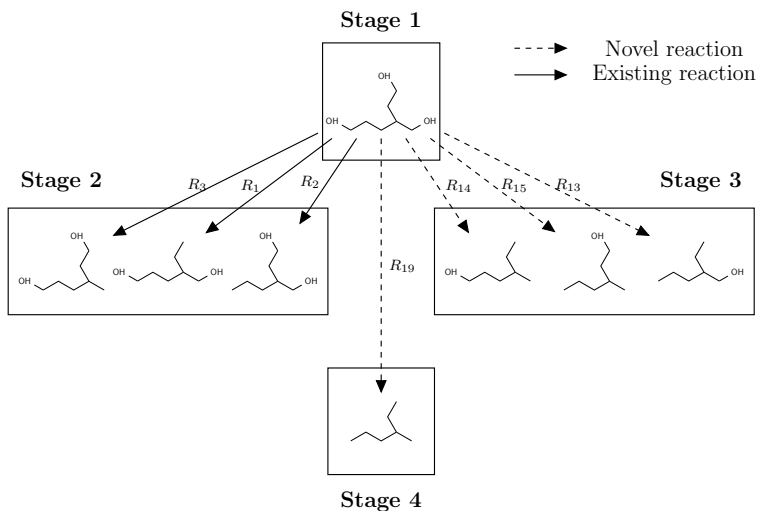 Stage 1
Novel reaction
Existing reaction
OH
OH
OH
Stage 2
Stage 3
R3
R1
R2
R14
R15
R13
OH
OH
OH
OH
OH
OH
OH
OH
OH
R19
Stage 4